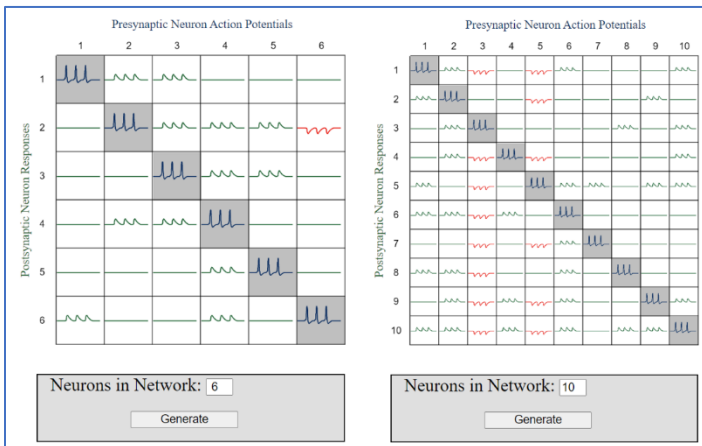 Presynaptic Neuron Action Potentials
1 2 3 4 5 6
Postsynaptic Neuron Responses
1
2
3
4
5
6
Neurons in Network: 6
Generate
Presynaptic Neuron Action Potentials
1 2 3 4 5 6 7 8 9 10
Postsynaptic Neuron Responses
1
2
3
4
5
6
7
8
9
10
Neurons in Network: 10
Generate